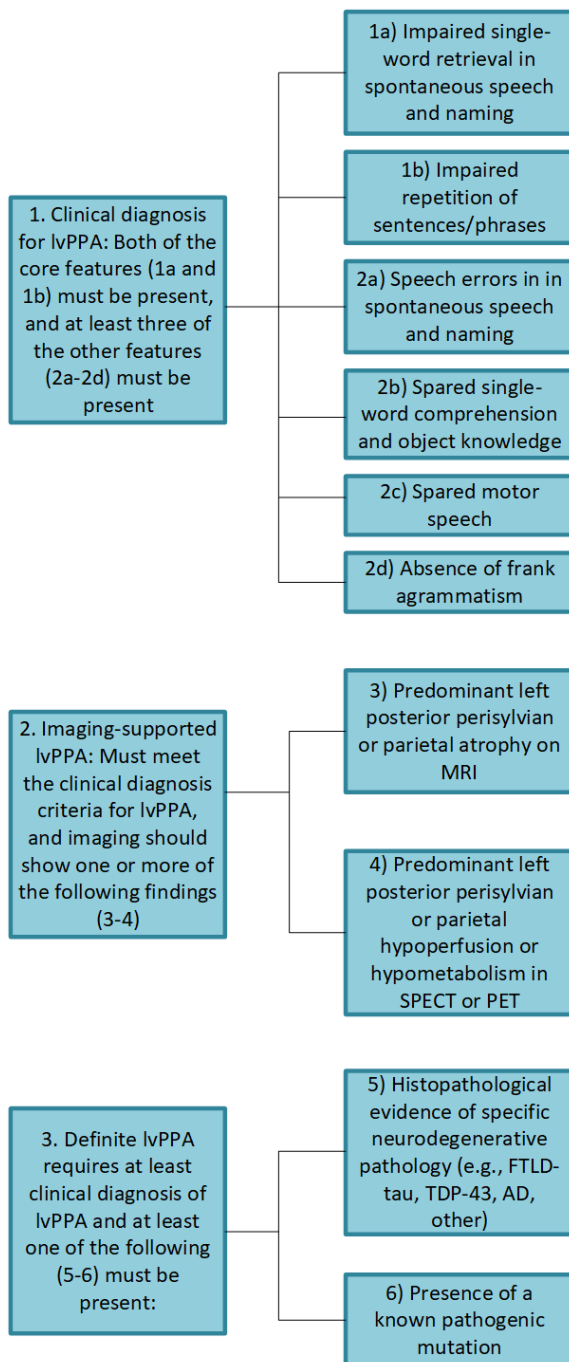 1. Clinical diagnosis
for lvPPA: Both of the
core features (1a and
1b) must be present,
and at least three of
the other features
(2a-2d) must be
present
1a) Impaired single-
word retrieval in
spontaneous speech
and naming
1b) Impaired
repetition of
sentences/phrases
2a) Speech errors in in
spontaneous speech
and naming
2b) Spared single-
word comprehension
and object knowledge
2c) Spared motor
speech
2d) Absence of frank
agrammatism
2. Imaging-supported
lvPPA: Must meet
the clinical diagnosis
criteria for lvPPA,
and imaging should
show one or more of
the following findings
(3-4)
3) Predominant left
posterior perisylvian
or parietal atrophy on
MRI
4) Predominant left
posterior perisylvian
or parietal
hypoperfusion or
hypometabolism in
SPECT or PET
3. Definite lvPPA
requires at least
clinical diagnosis of
lvPPA and at least
one of the following
(5-6) must be
present:
5) Histopathological
evidence of specific
neurodegenerative
pathology (e.g., FTLD-
tau, TDP-43, AD,
other)
6) Presence of a
known pathogenic
mutation